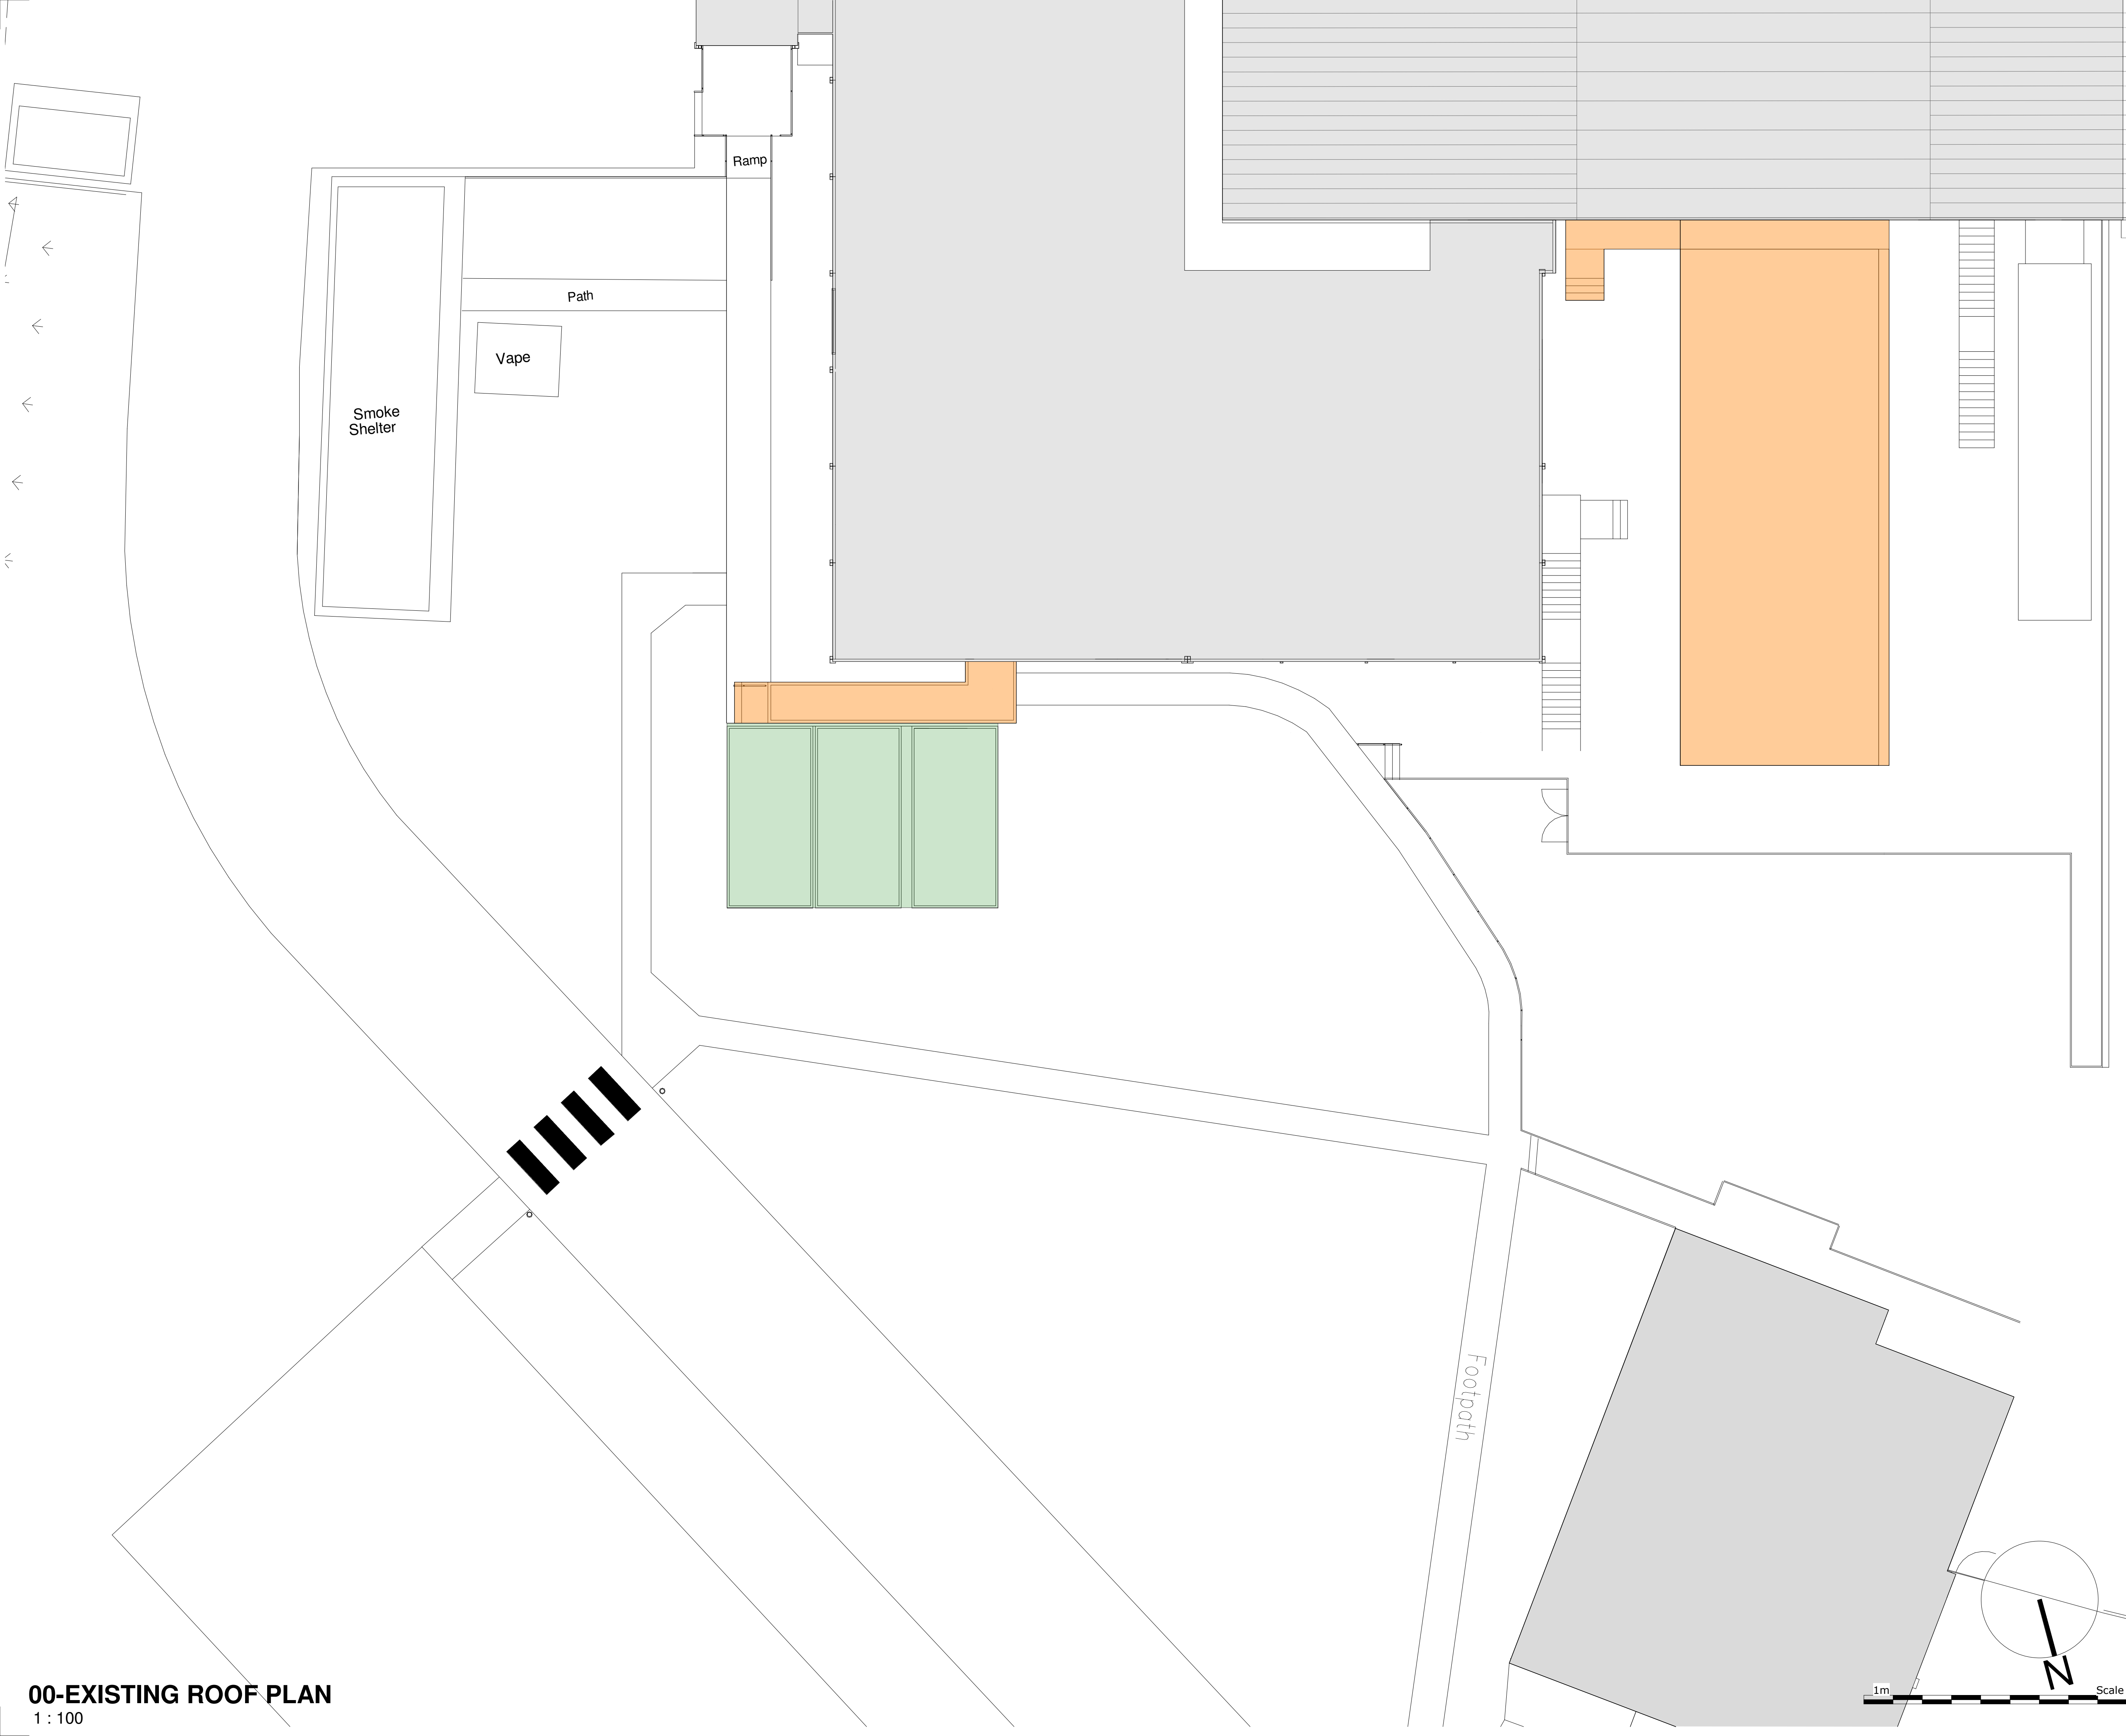 Ramp
Path
Vape
Smoke
Shelter
Footpath
N
1m
Scale
00-EXISTING ROOF PLAN
1 : 100